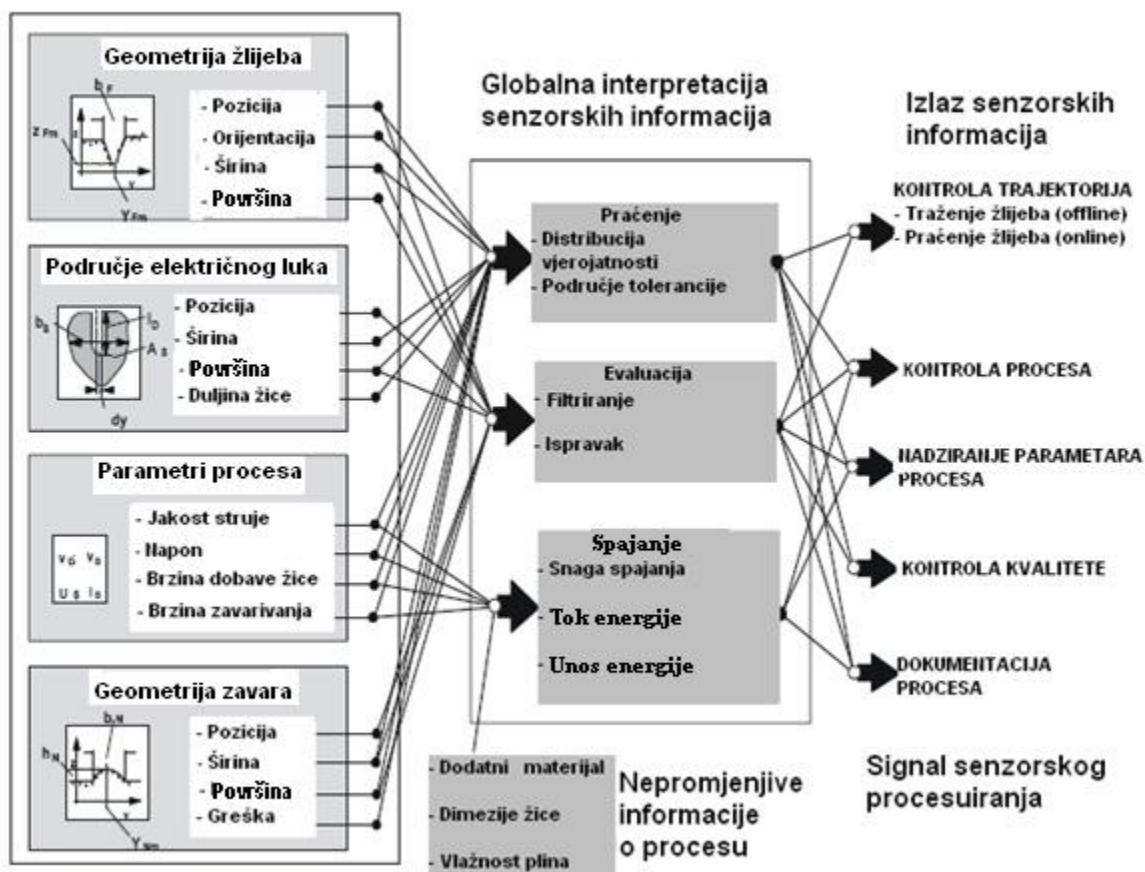 Geometrija žlijeba
b F
z Fm
z
y
Y Fm
- Pozicija
- Orijentacija
- Širina
- Površina
Područje električnog luka
b s
l D
A s
dy
- Pozicija
- Širina
- Površina
- Duljina žice
Parametri procesa
U s I s
- Jakost struje
- Napon
- Brzina dobave žice
- Brzina zavarivanja
Geometrija zavara
b N
h N
z
y
Y Nm
- Pozicija
- Širina
- Površina
- Greška
Globalna interpretacija
senzorskih informacija
Praćenje
- Distribucija
vjerojatnosti
- Područje tolerancije
Evaluacija
- Filtriranje
- Ispravak
Spajanje
- Snaga spajanja
- Tok energije
- Unos energije
- Dodatni materijal
- Dimezije žice
- Vlažnost plina
Nepromjenjive
informacije
o procesu
Izlaz senzorskih
informacija
KONTROLA TRAJEKTORIJA
- Traženje žlijeba (offline)
- Praćenje žlijeba (online)
KONTROLA PROCESA
NADZIRANJE PARAMETARA
PROCESA
KONTROLA KVALITETE
DOKUMENTACIJA
PROCESA
Signal senzorskog
procesuiranja